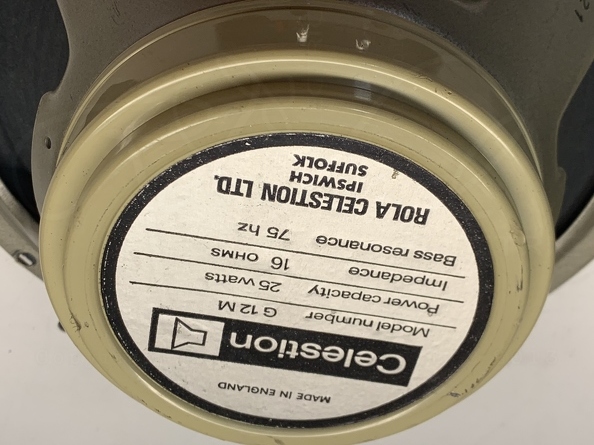 MADE IN ENGLAND
Celestion
Model number G 12 M
Power capacity 25 watts
Impedance 16 OHMS
Bass resonance 75 hz
ROLA CELESTION LTD.
IPSWICH
SUFFOLK